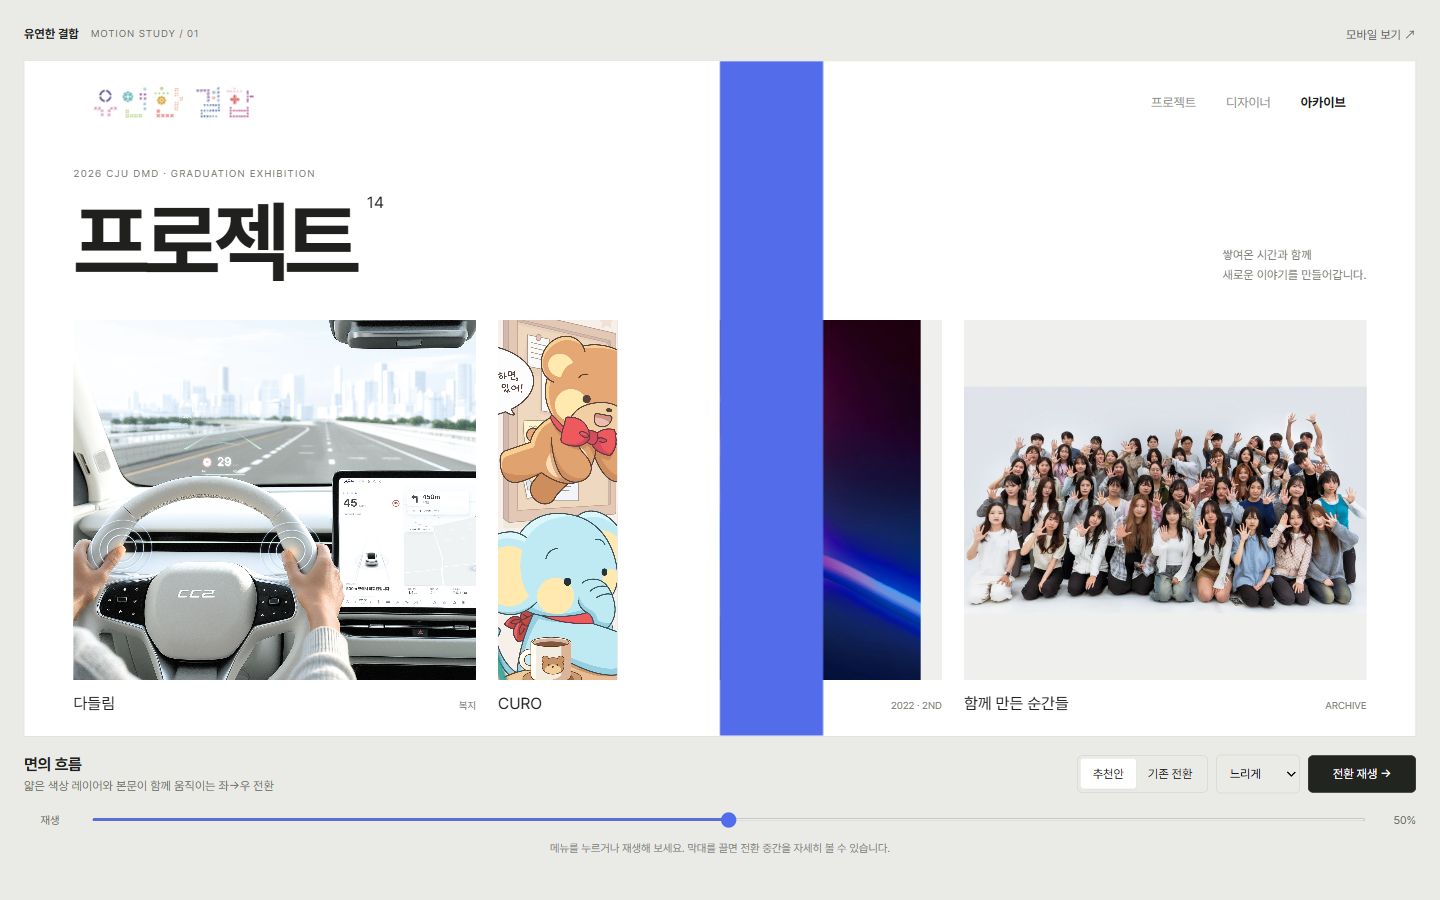 유연한 결합 MOTION STUDY / 01
모바일 보기 ↗
유연한 결합
프로젝트 디자이너 아카이브
2026 CJU DMD · GRADUATION EXHIBITION
프로젝트 14
쌓여온 시간과 함께
새로운 이야기를 만들어갑니다.
하면,
있어!
29
45
450m
CC2
다들림 복지
CURO
2022 · 2ND
함께 만든 순간들 ARCHIVE
면의 흐름
얇은 색상 레이어와 본문이 함께 움직이는 좌→우 전환
추천안 기존 전환 느리게 전환 재생 →
재생 50%
메뉴를 누르거나 재생해 보세요. 막대를 끌면 전환 중간을 자세히 볼 수 있습니다.